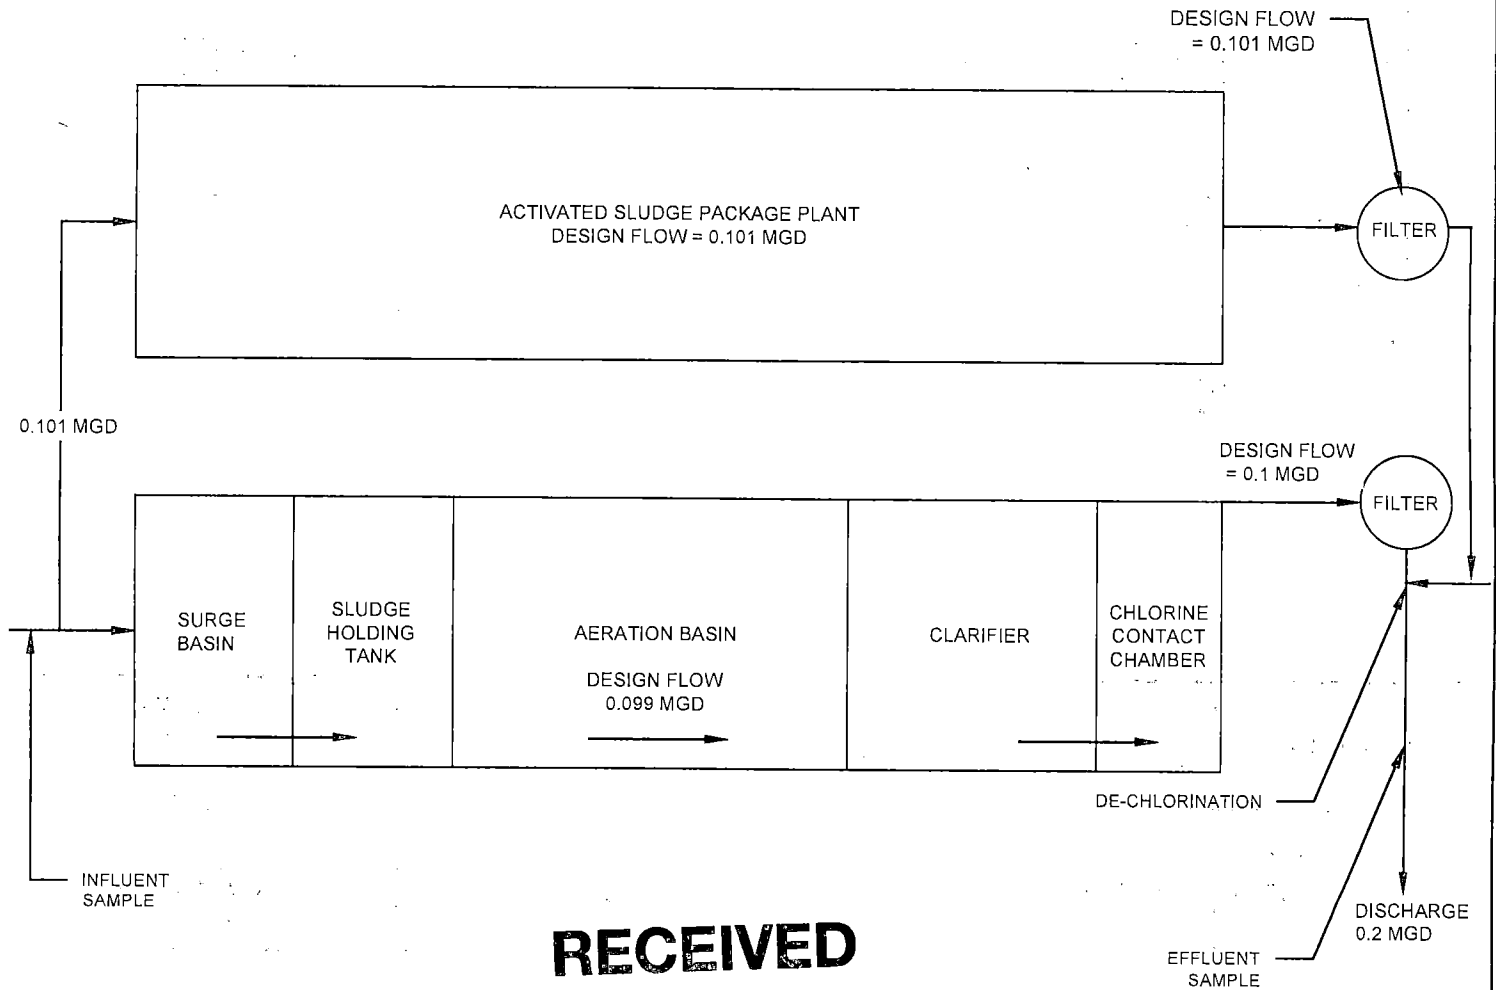 DESIGN FLOW
= 0.101 MGD
ACTIVATED SLUDGE PACKAGE PLANT
DESIGN FLOW = 0.101 MGD
FILTER
0.101 MGD
DESIGN FLOW
= 0.1 MGD
FILTER
SURGE
BASIN
SLUDGE
HOLDING
TANK
AERATION BASIN
DESIGN FLOW
0.099 MGD
CLARIFIER
CHLORINE
CONTACT
CHAMBER
DE-CHLORINATION
INFLUENT
SAMPLE
DISCHARGE
0.2 MGD
EFFLUENT
SAMPLE
RECEIVED